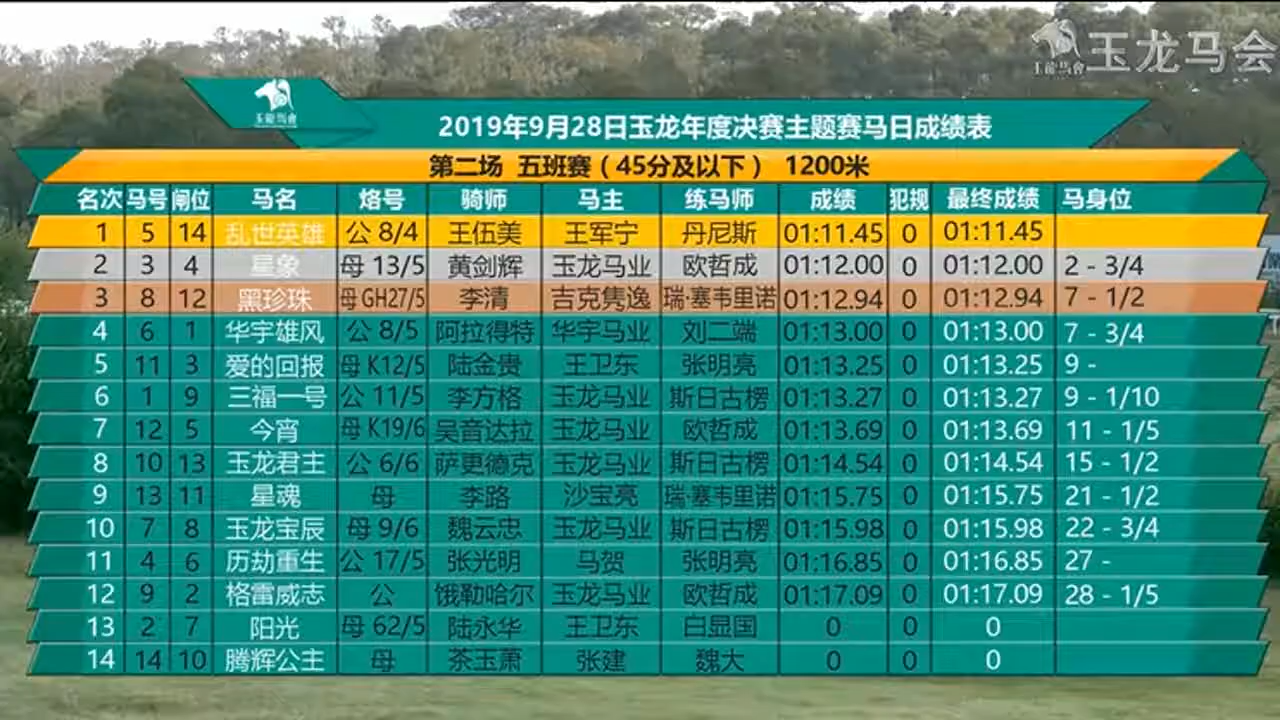 玉龙马会
玉龍馬會
玉龍馬會
2019年9月28日玉龙年度决赛主题赛马日成绩表
第二场 五班赛（45分及以下） 1200米
名次 马号 闸位 马名 烙号 骑师 马主 练马师 成绩 犯规 最终成绩 马身位
1 5 14 乱世英雄 公 8/4 王伍美 王军宁 丹尼斯 01:11.45 0 01:11.45
2 3 4 星象 母 13/5 黄剑辉 玉龙马业 欧哲成 01:12.00 0 01:12.00 2 - 3/4
3 8 12 黑珍珠 母 GH27/5 李清 吉克隽逸 瑞·塞韦里诺 01:12.94 0 01:12.94 7 - 1/2
4 6 1 华宇雄风 公 8/5 阿拉得特 华宇马业 刘二端 01:13.00 0 01:13.00 7 - 3/4
5 11 3 爱的回报 母 K12/5 陆金贵 王卫东 张明亮 01:13.25 0 01:13.25 9 -
6 1 9 三福一号 公 11/5 李方格 玉龙马业 斯日古楞 01:13.27 0 01:13.27 9 - 1/10
7 12 5 今宵 母 K19/6 吴音达拉 玉龙马业 欧哲成 01:13.69 0 01:13.69 11 - 1/5
8 10 13 玉龙君主 公 6/6 萨更德克 玉龙马业 斯日古楞 01:14.54 0 01:14.54 15 - 1/2
9 13 11 星魂 母 李路 沙宝亮 瑞·塞韦里诺 01:15.75 0 01:15.75 21 - 1/2
10 7 8 玉龙宝辰 母 9/6 魏云忠 玉龙马业 斯日古楞 01:15.98 0 01:15.98 22 - 3/4
11 4 6 历劫重生 公 17/5 张光明 马贺 张明亮 01:16.85 0 01:16.85 27 -
12 9 2 格雷威志 公 饿勒哈尔 玉龙马业 欧哲成 01:17.09 0 01:17.09 28 - 1/5
13 2 7 阳光 母 62/5 陆永华 王卫东 白显国 0 0 0
14 14 10 腾辉公主 母 茶玉萧 张建 魏大 0 0 0